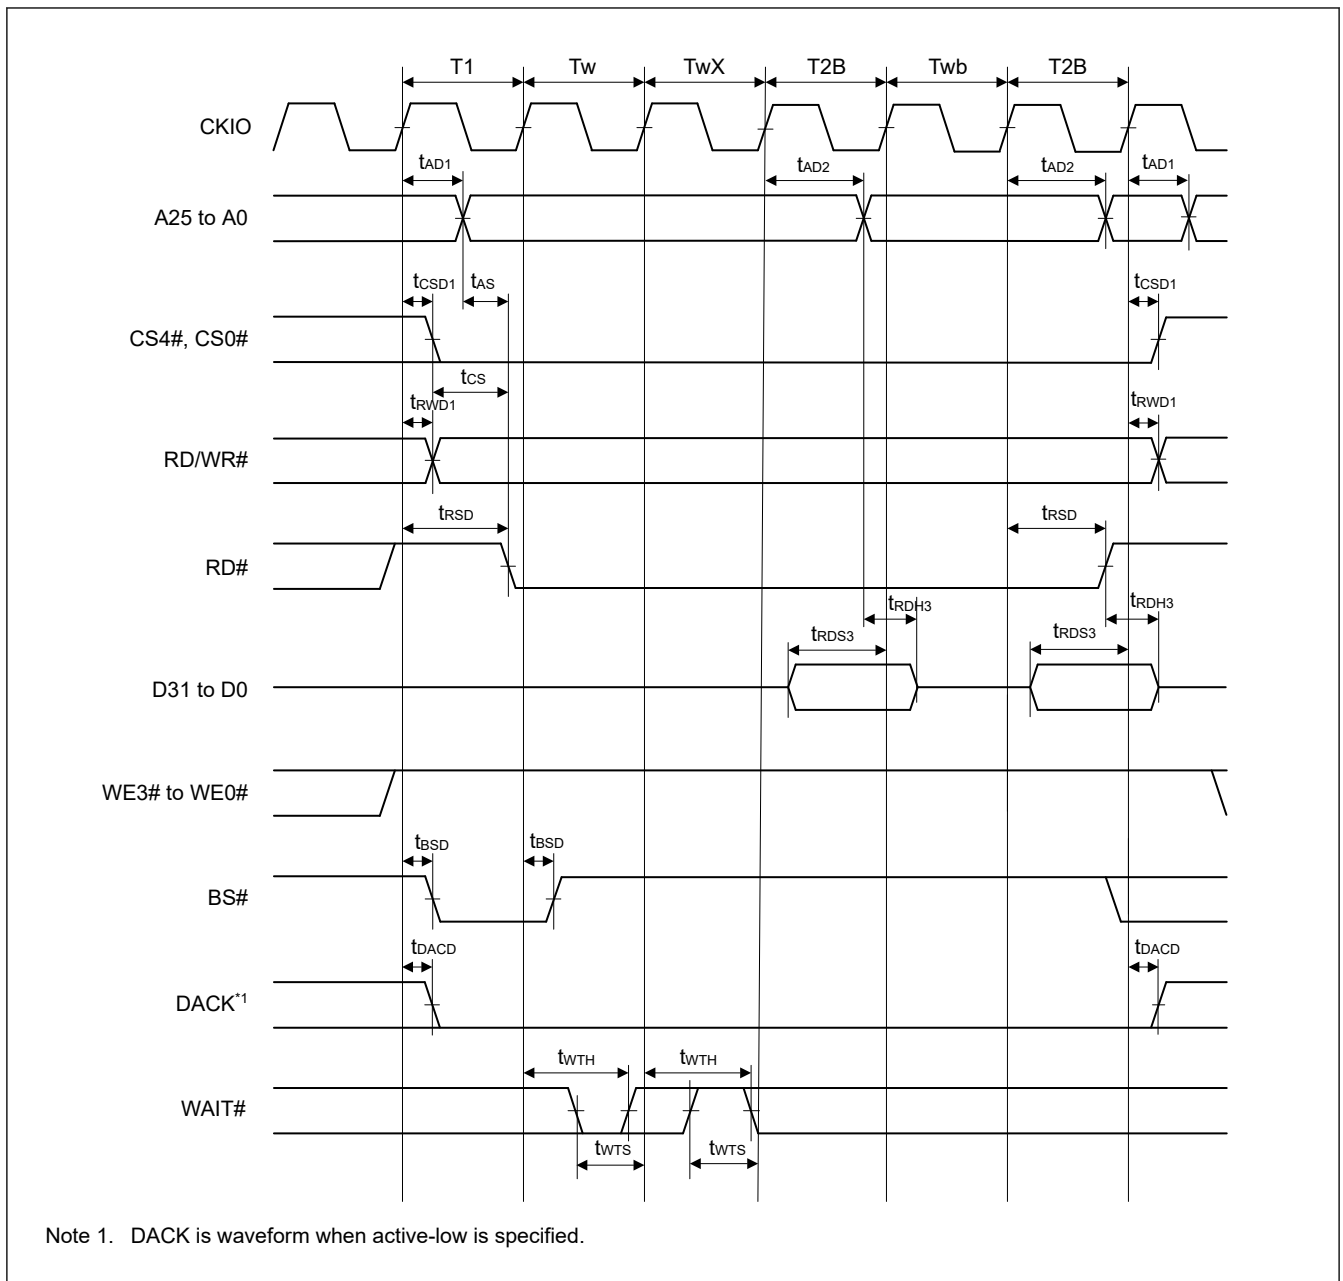 T1 Tw TwX T2B Twb T2B
CKIO
tAD1 tAD2 tAD2 tAD1
A25 to A0
tCSD1 tAS tCSD1
CS4#, CS0#
tCS
tRWD1 tRWD1
RD/WR#
tRSD tRSD
RD#
tRDH3 tRDH3
tRDS3 tRDS3
D31 to D0
WE3# to WE0#
tBSD tBSD
BS#
tDACD tDACD
DACK*1
tWTH tWTH
WAIT#
tWTS tWTS
Note 1. DACK is waveform when active-low is specified.